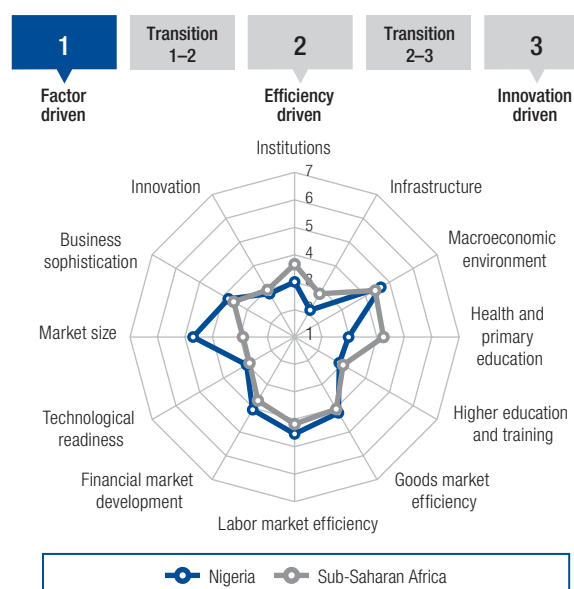 1
Transition
1–2
2
Transition
2–3
3
Factor
driven
Efficiency
driven
Innovation
driven
Institutions
7
6
5
4
3
2
1
Innovation
Infrastructure
Business
sophistication
Macroeconomic
environment
Market size
Health and
primary
education
Technological
readiness
Higher education
and training
Financial market
development
Goods market
efficiency
Labor market efficiency
Nigeria
Sub-Saharan Africa